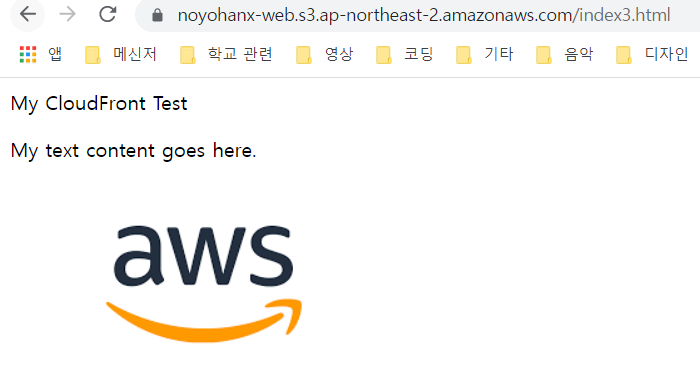 noyohanx-web.s3.ap-northeast-2.amazonaws.com/index3.html
앱 메신저 학교 관련 영상 코딩 기타 음악 디자인
My CloudFront Test
My text content goes here.
aws